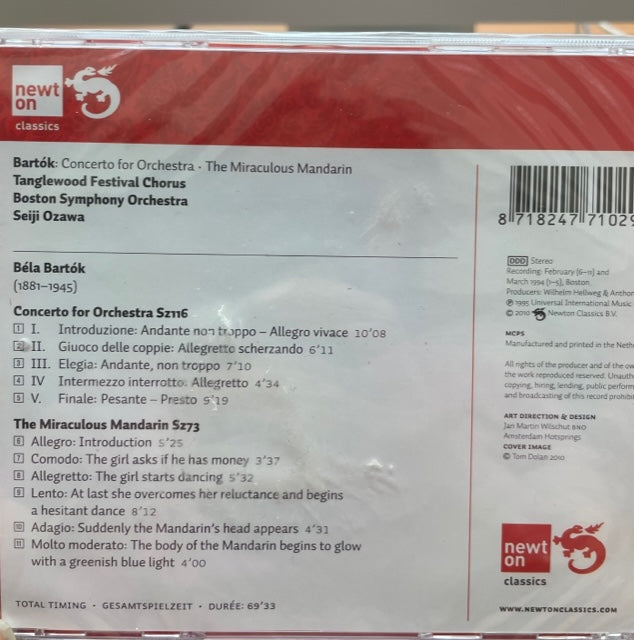 newt
on
classics
Bartók: Concerto for Orchestra · The Miraculous Mandarin
Tanglewood Festival Chorus
Boston Symphony Orchestra
Seiji Ozawa
Béla Bartók
(1881–1945)
Concerto for Orchestra Sz116
1 I. Introduzione: Andante non troppo – Allegro vivace 10'08
2 II. Giuoco delle coppie: Allegretto scherzando 6'11
3 III. Elegia: Andante, non troppo 7'10
4 IV Intermezzo interrotto: Allegretto 4'34
5 V. Finale: Pesante – Presto 9'19
The Miraculous Mandarin Sz73
6 Allegro: Introduction 5'25
7 Comodo: The girl asks if he has money 3'37
8 Allegretto: The girl starts dancing 5'32
9 Lento: At last she overcomes her reluctance and begins
a hesitant dance 8'12
10 Adagio: Suddenly the Mandarin's head appears 4'31
11 Molto moderato: The body of the Mandarin begins to glow
with a greenish blue light 4'00
TOTAL TIMING · GESAMTSPIELZEIT · DURÉE: 69'33
8 718247 71029
DDD Stereo
Recording: February (6–11) and
March 1994 (1–5), Boston
Producers: Wilhelm Hellweg &
℗ 1995 Universal International Music
© 2010 Newton Classics B.V.
MCPS
Manufactured and printed in the
All rights of the producer and of the
the work reproduced reserved.
copying, hiring, lending, public
and broadcasting of this record
ART DIRECTION & DESIGN
Jan Martin Wilschut BNO
Amsterdam Hotsprings
COVER IMAGE
© Tom Dolan 2010
newt
on
classics
WWW.NEWTONCLASSICS.COM